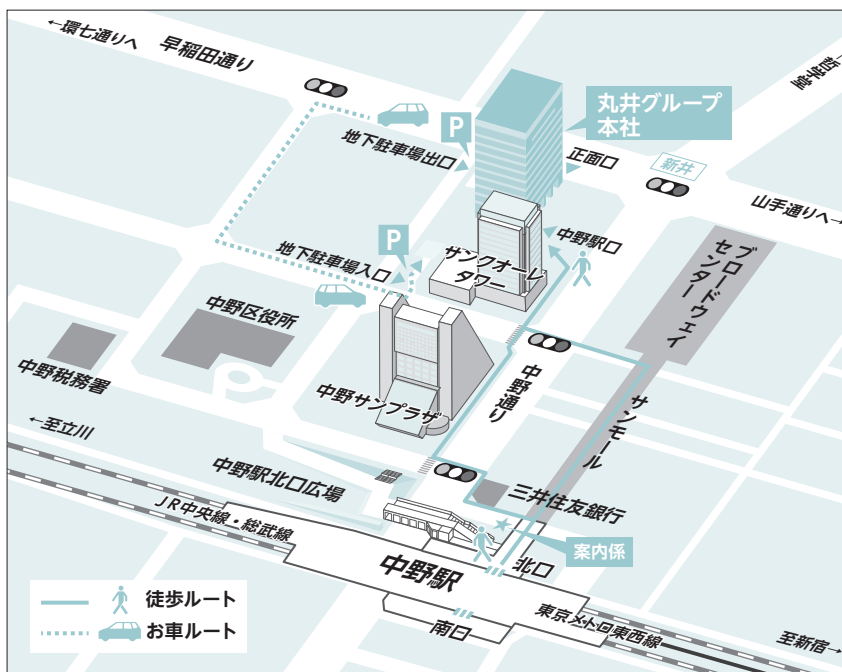 ←環七通りへ
早稲田通り
哲学堂
丸井グループ
本社
P
地下駐車場出口
正面口
新井
山手通りへ→
P
地下駐車場入口
サンクオーレ
タワー
中野駅口
ブロードウェイ
センター
中野区役所
中野税務署
中野サンプラザ
中野通り
サンモール
←至立川
中野駅北口広場
三井住友銀行
JR中央線・総武線
案内係
北口
中野駅
南口
東京メトロ東西線
至新宿→
徒歩ルート
お車ルート